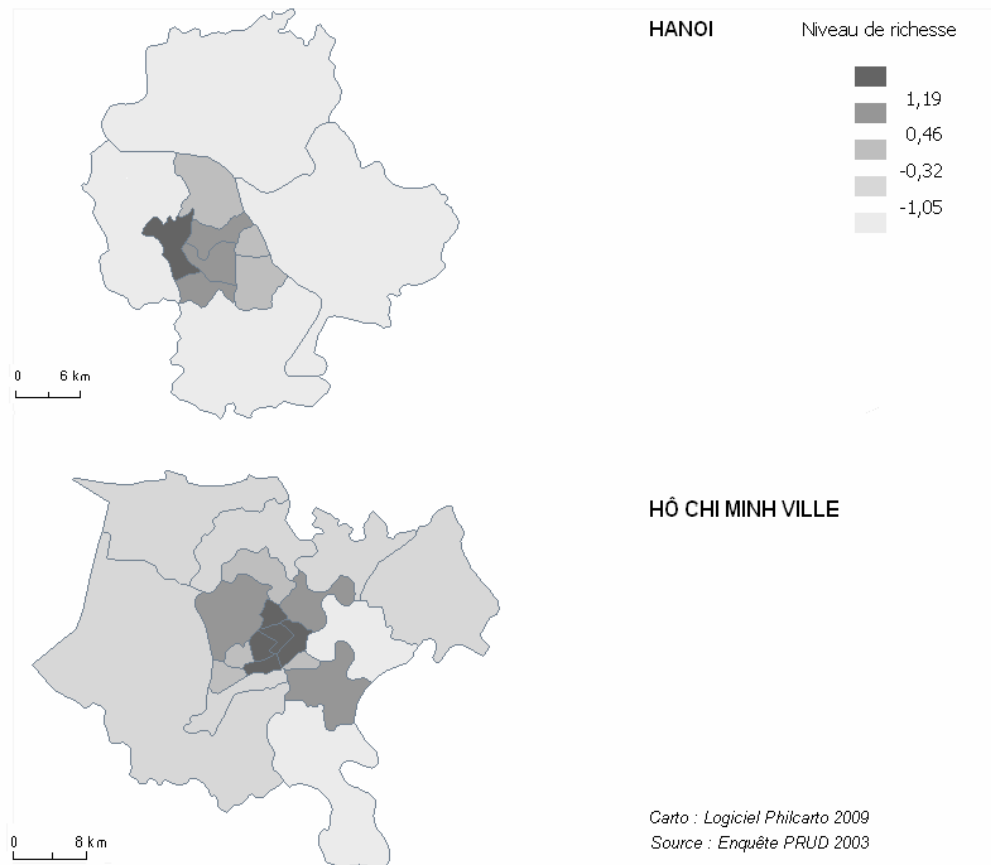 HANOI
Niveau de richesse
1,19
0,46
-0,32
-1,05
0 6 km
HÔ CHI MINH VILLE
Carto : Logiciel Philcarto 2009
Source : Enquête PRUD 2003
0 8 km